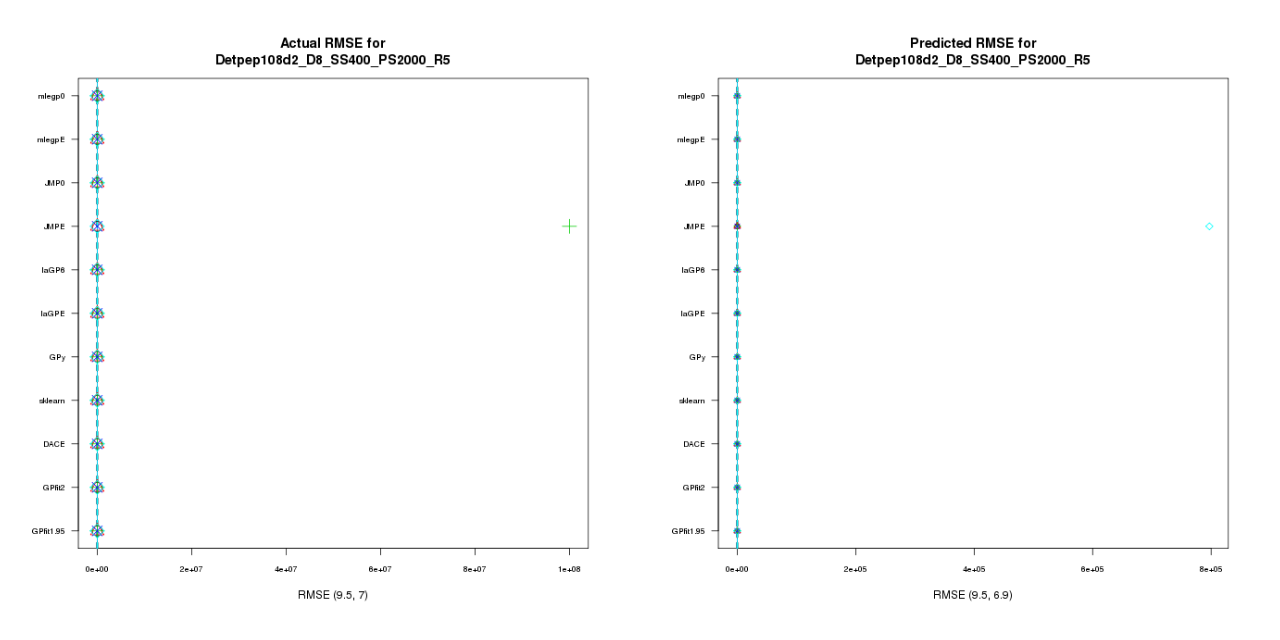 Actual RMSE for
Detpep108d2_D8_SS400_PS2000_R5
mlegp0
mlegpE
JMP0
JMPE
laGP6
laGPE
GPy
sklearn
DACE
GPfit2
GPfit1.95
0e+00 2e+07 4e+07 6e+07 8e+07 1e+08
RMSE (9.5, 7)
Predicted RMSE for
Detpep108d2_D8_SS400_PS2000_R5
mlegp0
mlegpE
JMP0
JMPE
laGP6
laGPE
GPy
sklearn
DACE
GPfit2
GPfit1.95
0e+00 2e+05 4e+05 6e+05 8e+05
RMSE (9.5, 6.9)